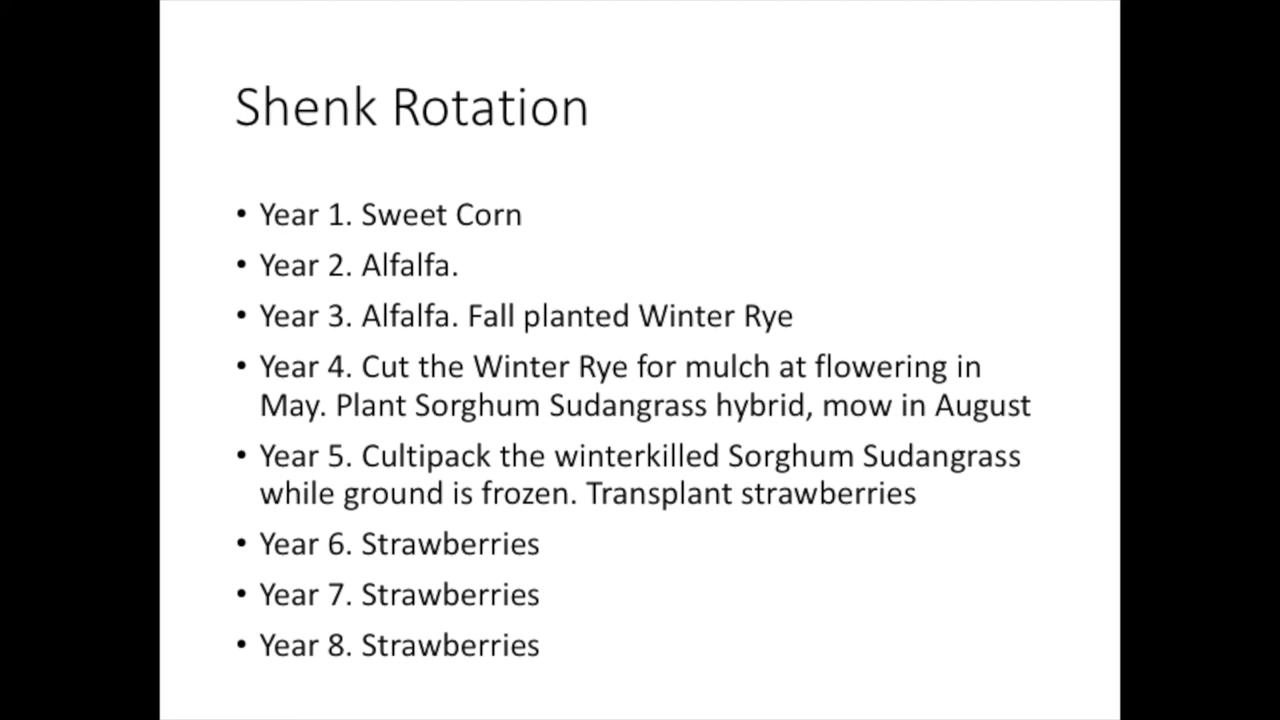 Shenk Rotation
• Year 1. Sweet Corn
• Year 2. Alfalfa.
• Year 3. Alfalfa. Fall planted Winter Rye
• Year 4. Cut the Winter Rye for mulch at flowering in
May. Plant Sorghum Sudangrass hybrid, mow in August
• Year 5. Cultipack the winterkilled Sorghum Sudangrass
while ground is frozen. Transplant strawberries
• Year 6. Strawberries
• Year 7. Strawberries
• Year 8. Strawberries